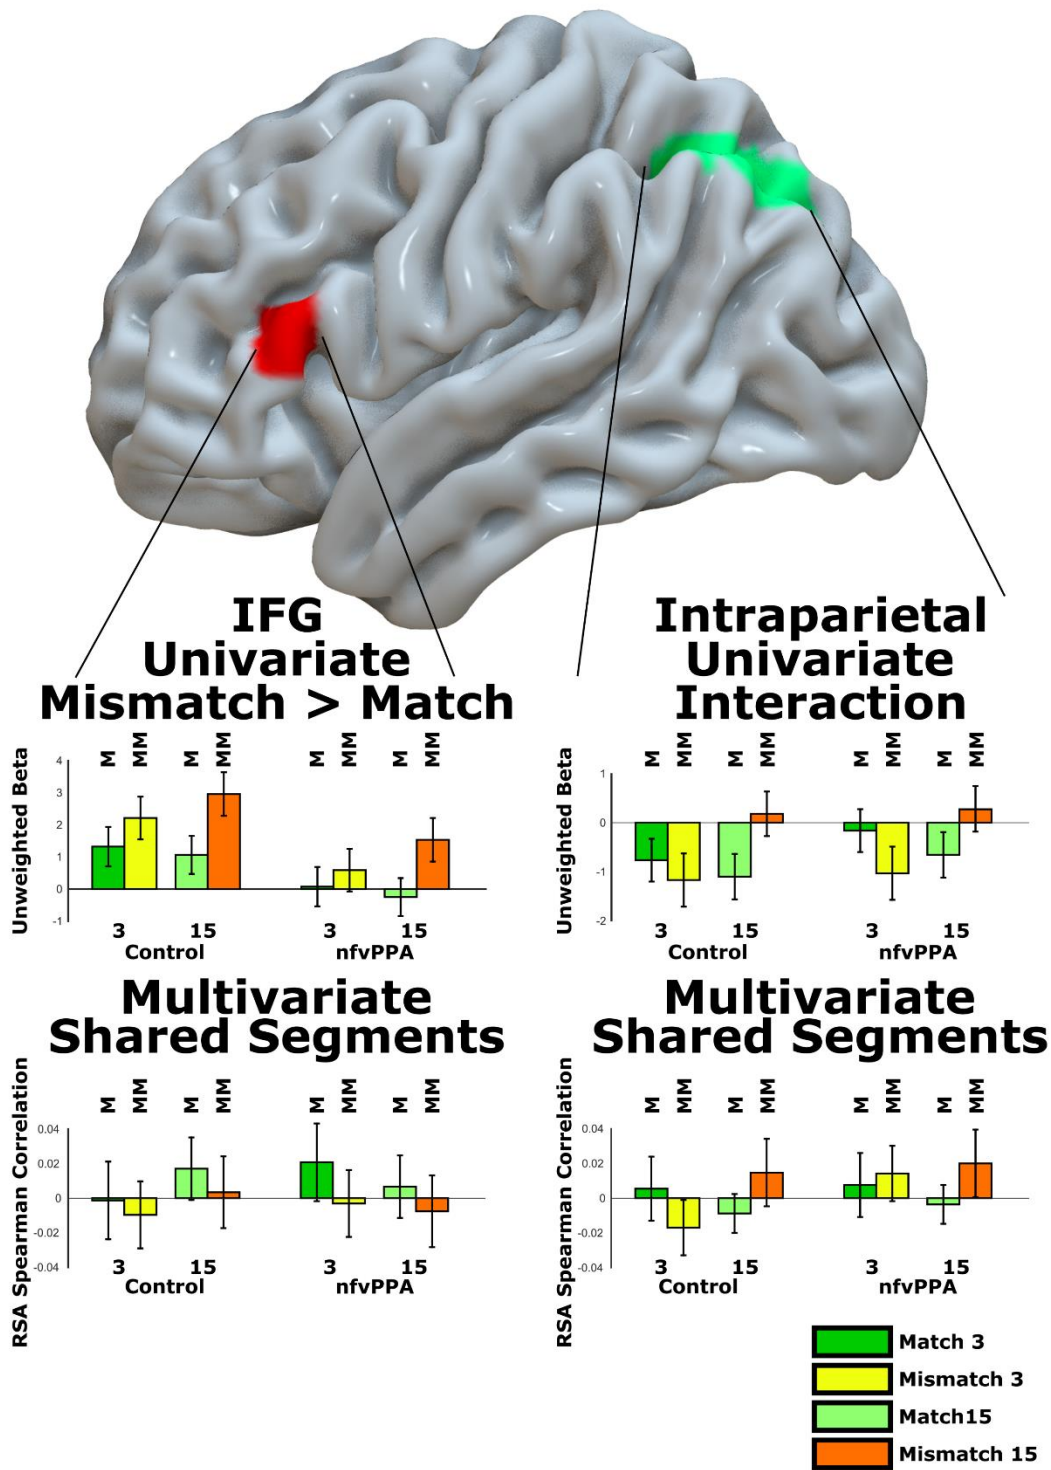 IFG
Univariate
Mismatch > Match
Unweighted Beta
M MM M MM M MM M MM
4
3
2
1
0
-1
3 15 3 15
Control nfvPPA
Intraparietal
Univariate
Interaction
Unweighted Beta
M MM M MM M MM M MM
1
0
-1
-2
3 15 3 15
Control nfvPPA
Multivariate
Shared Segments
RSA Spearman Correlation
M MM M MM M MM M MM
0.04
0.02
0
-0.02
-0.04
3 15 3 15
Control nfvPPA
Multivariate
Shared Segments
RSA Spearman Correlation
M MM M MM M MM M MM
0.04
0.02
0
-0.02
-0.04
3 15 3 15
Control nfvPPA
Match 3
Mismatch 3
Match15
Mismatch 15